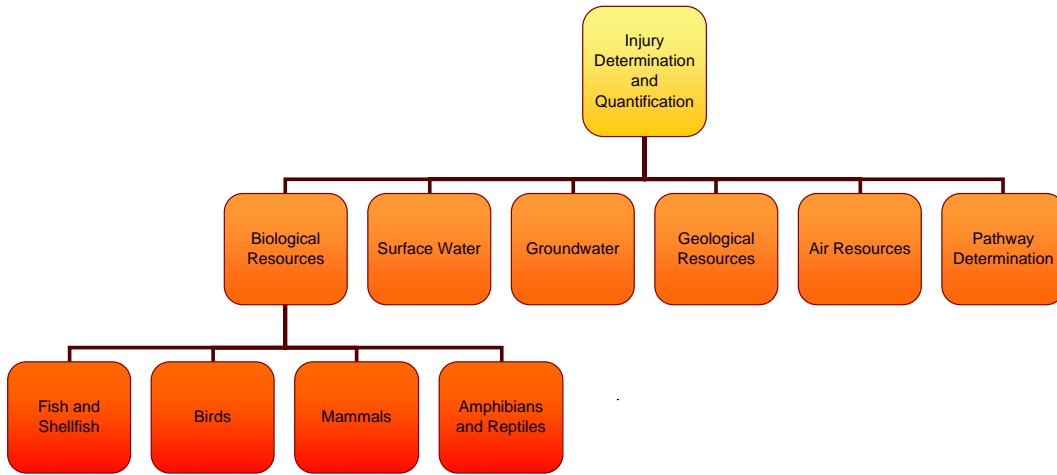 Injury
Determination
and
Quantification
Biological
Resources
Surface Water
Groundwater
Geological
Resources
Air Resources
Pathway
Determination
Fish and
Shellfish
Birds
Mammals
Amphibians
and Reptiles